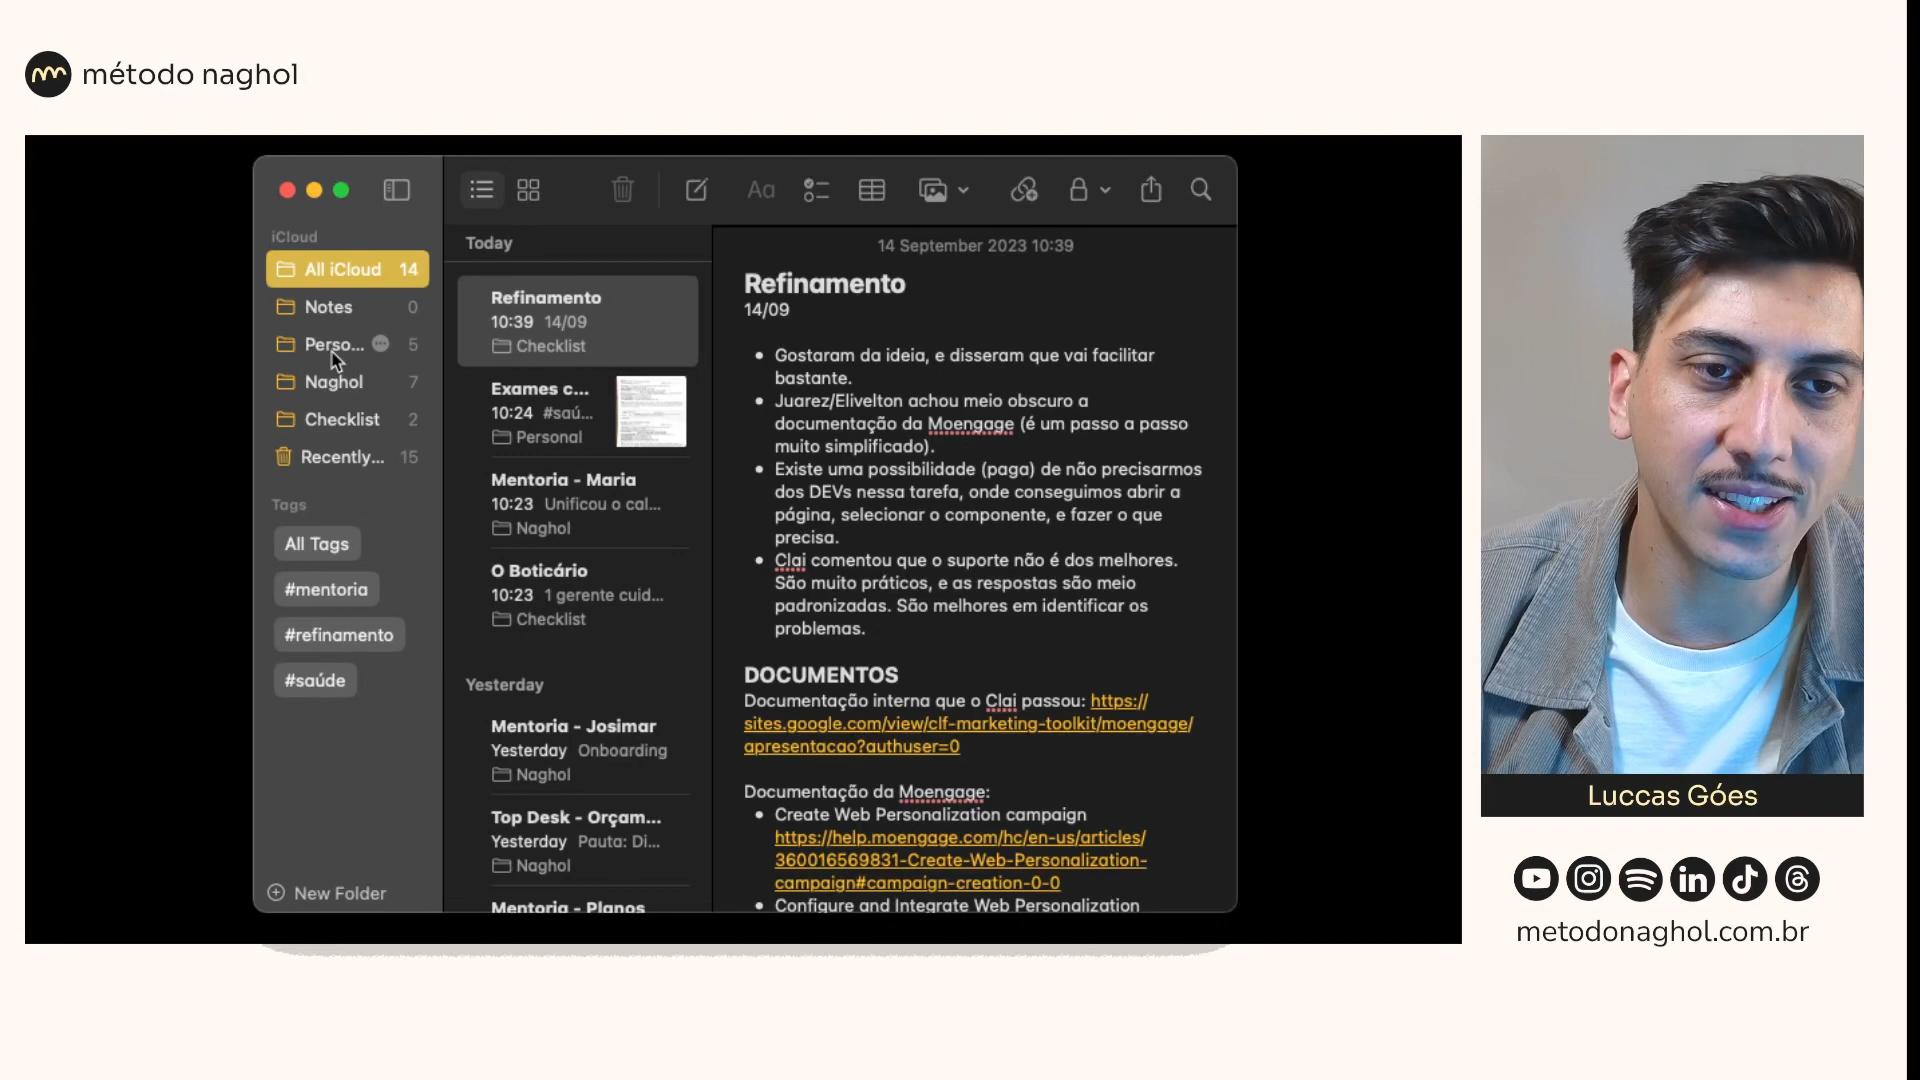 método naghol
iCloud
All iCloud 14
Notes 0
Perso... 5
Naghol 7
Checklist 2
Recently... 15
Tags
All Tags
#mentoria
#refinamento
#saúde
New Folder
Aa
Today
Refinamento
10:39 14/09
Checklist
Exames c...
10:24 #saú...
Personal
Mentoria - Maria
10:23 Unificou o cal...
Naghol
O Boticário
10:23 1 gerente cuid...
Checklist
Yesterday
Mentoria - Josimar
Yesterday Onboarding
Naghol
Top Desk - Orçam...
Yesterday Pauta: Di...
Naghol
Mentoria - Planos
14 September 2023 10:39
Refinamento
14/09
• Gostaram da ideia, e disseram que vai facilitar
bastante.
• Juarez/Elivelton achou meio obscuro a
documentação da Moengage (é um passo a passo
muito simplificado).
• Existe uma possibilidade (paga) de não precisarmos
dos DEVs nessa tarefa, onde conseguimos abrir a
página, selecionar o componente, e fazer o que
precisa.
• Clai comentou que o suporte não é dos melhores.
São muito práticos, e as respostas são meio
padronizadas. São melhores em identificar os
problemas.
DOCUMENTOS
Documentação interna que o Clai passou: https://
sites.google.com/view/clf-marketing-toolkit/moengage/
apresentacao?authuser=0
Documentação da Moengage:
• Create Web Personalization campaign
https://help.moengage.com/hc/en-us/articles/
360016569831-Create-Web-Personalization-
campaign#campaign-creation-0-0
• Configure and Integrate Web Personalization
Luccas Góes
metodonaghol.com.br